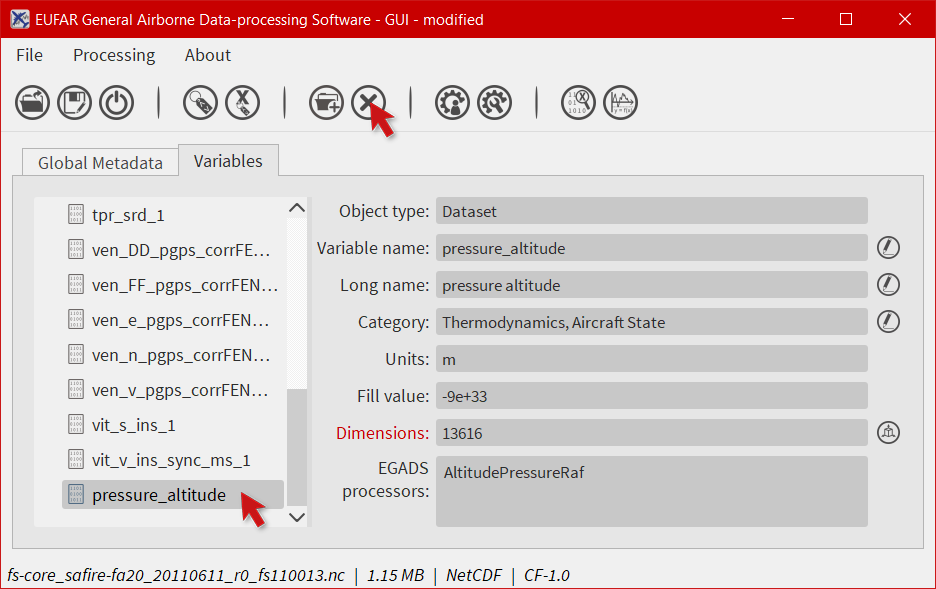 EUFAR General Airborne Data-processing Software - GUI - modified
File Processing About
Global Metadata Variables
tpr_srd_1
ven_DD_pgps_corrFE…
ven_FF_pgps_corrFEN…
ven_e_pgps_corrFEN…
ven_n_pgps_corrFEN…
ven_v_pgps_corrFEN…
vit_s_ins_1
vit_v_ins_sync_ms_1
pressure_altitude
Object type: Dataset
Variable name: pressure_altitude
Long name: pressure altitude
Category: Thermodynamics, Aircraft State
Units: m
Fill value: -9e+33
Dimensions: 13616
EGADS processors: AltitudePressureRaf
fs-core_safire-fa20_20110611_r0_fs110013.nc | 1.15 MB | NetCDF | CF-1.0